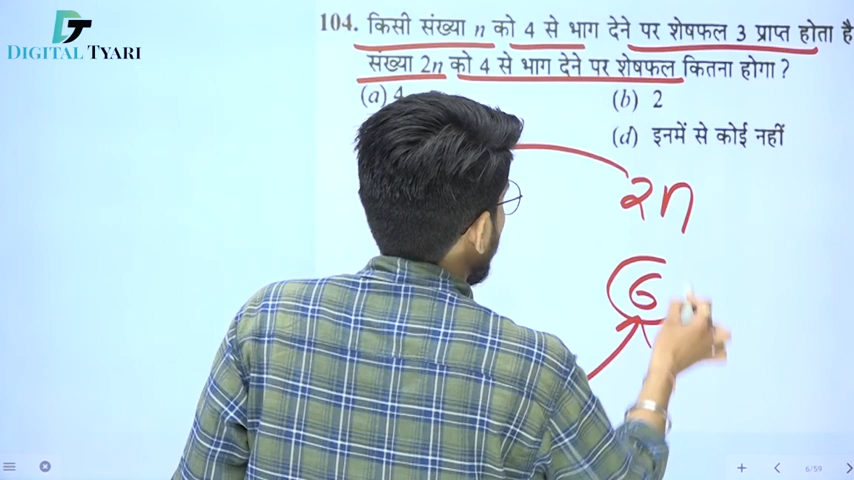 DT
DIGITAL TYARI
104. किसी संख्या n को 4 से भाग देने पर शेषफल 3 प्राप्त होता है
संख्या 2n को 4 से भाग देने पर शेषफल कितना होगा ?
(a) 4
(b) 2
(d) इनमें से कोई नहीं
2n
6
6/59